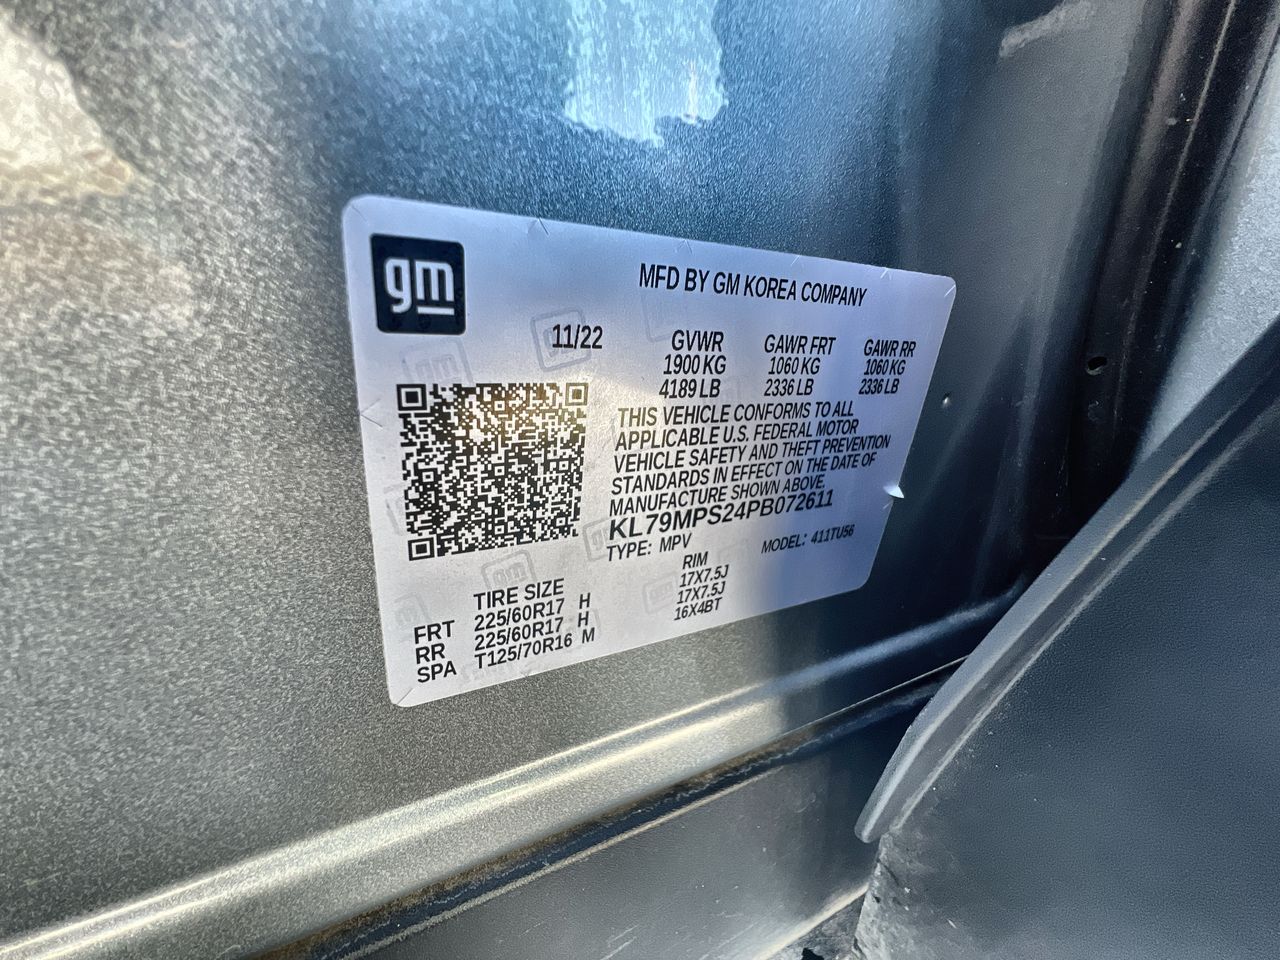 gm
MFD BY GM KOREA COMPANY
11/22
GVWR GAWR FRT GAWR RR
1900 KG 1060 KG 1060 KG
4189 LB 2336 LB 2336 LB
THIS VEHICLE CONFORMS TO ALL
APPLICABLE U.S. FEDERAL MOTOR
VEHICLE SAFETY AND THEFT PREVENTION
STANDARDS IN EFFECT ON THE DATE OF
MANUFACTURE SHOWN ABOVE.
KL79MPS24PB072611
TYPE: MPV MODEL: 411TU56
TIRE SIZE RIM
FRT 225/60R17 H 17X7.5J
RR 225/60R17 H 17X7.5J
SPA T125/70R16 M 16X4BT